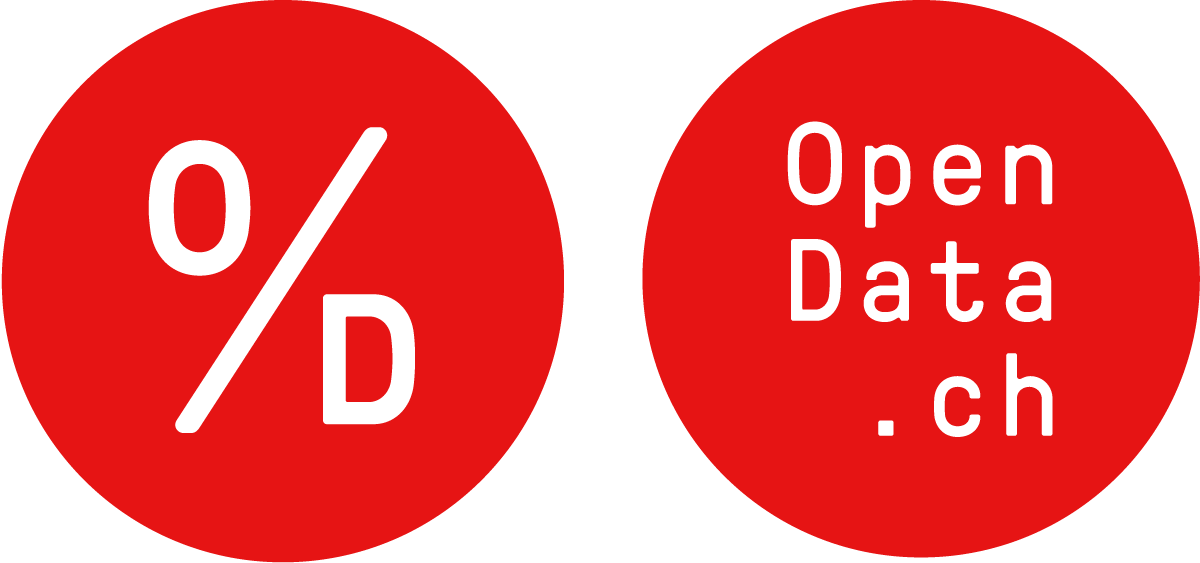 O/D
Open
Data
.ch